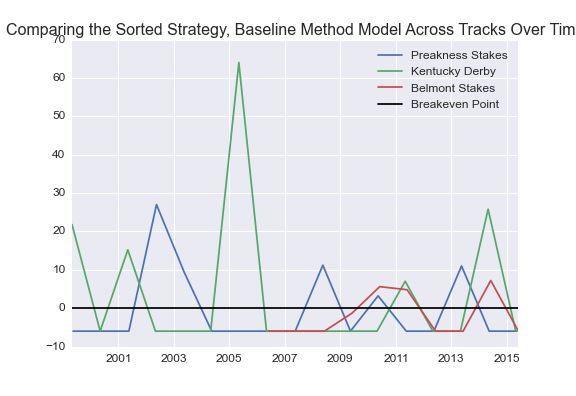 Comparing the Sorted Strategy, Baseline Method Model Across Tracks Over Tim
70
60
50
40
30
20
10
0
−10
Preakness Stakes
Kentucky Derby
Belmont Stakes
Breakeven Point
2001 2003 2005 2007 2009 2011 2013 2015